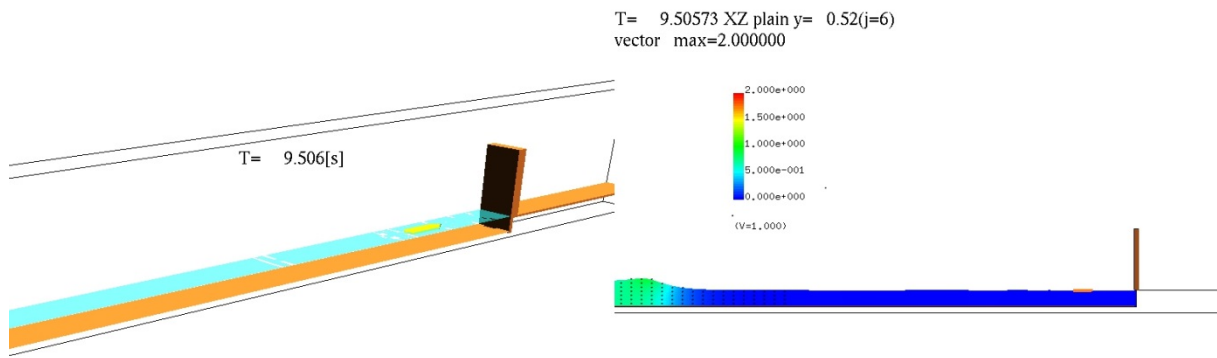 T= 9.506[s]
T= 9.50573 XZ plain y= 0.52(j=6)
vector max=2.000000
2.000e+000
1.500e+000
1.000e+000
5.000e-001
0.000e+000
(V=1.000)